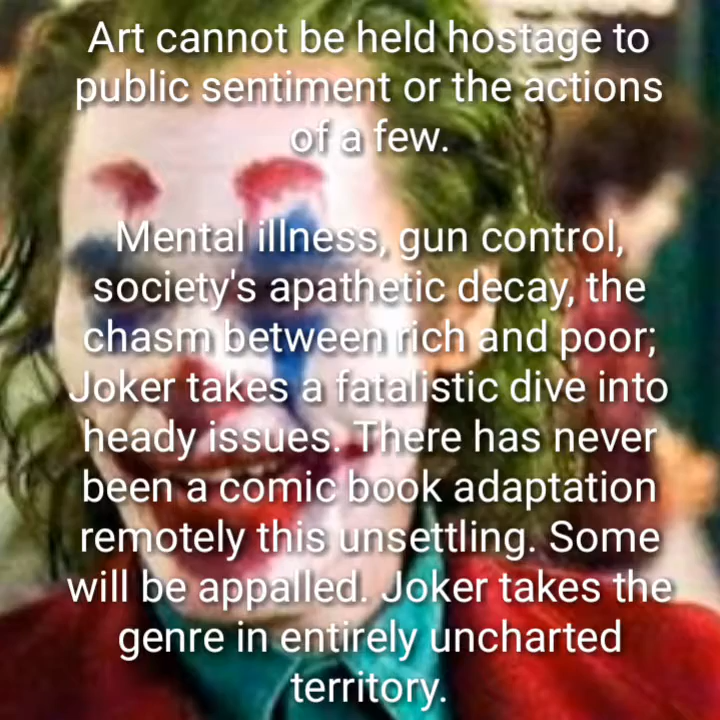 Art cannot be held hostage to
public sentiment or the actions
of a few.
Mental illness, gun control,
society's apathetic decay, the
chasm between rich and poor;
Joker takes a fatalistic dive into
heady issues. There has never
been a comic book adaptation
remotely this unsettling. Some
will be appalled. Joker takes the
genre in entirely uncharted
territory.